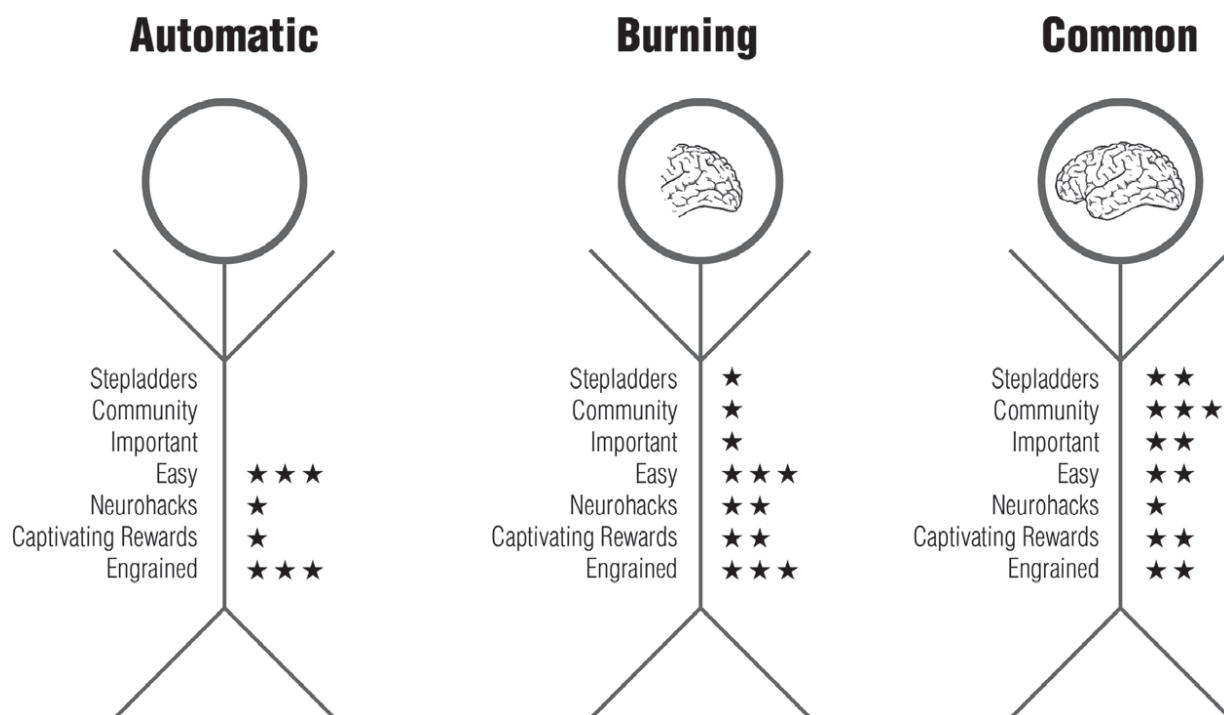 Automatic
Burning
Common
Stepladders
Community
Important
Easy ★★★
Neurohacks ★
Captivating Rewards ★
Engrained ★★★
Stepladders ★
Community ★
Important ★
Easy ★★★
Neurohacks ★★
Captivating Rewards ★★
Engrained ★★★
Stepladders ★★
Community ★★★
Important ★★
Easy ★★
Neurohacks ★
Captivating Rewards ★★
Engrained ★★